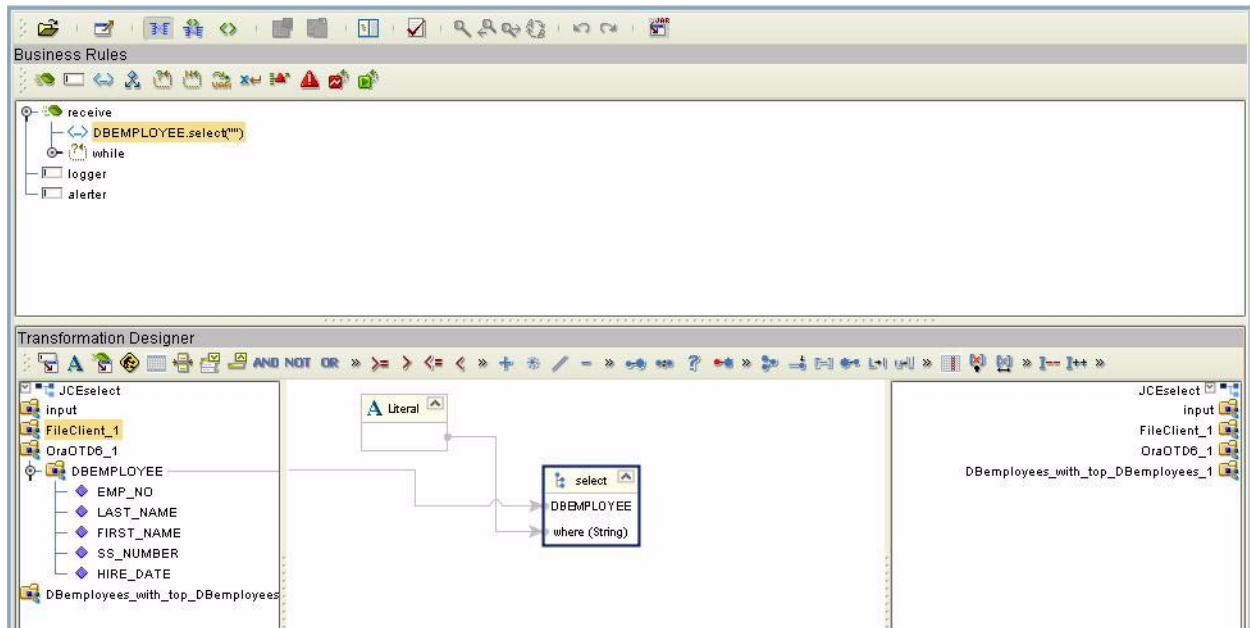 JAR
Business Rules
receive
DBEMPLOYEE.select("")
while
logger
alerter
Transformation Designer
A AND NOT OR » >= > <= < » + * / - » ? » » I-- I++ »
JCEselect
input
FileClient_1
OraOTD6_1
DBEMPLOYEE
EMP_NO
LAST_NAME
FIRST_NAME
SS_NUMBER
HIRE_DATE
DBemployees_with_top_DBemployees
A Literal
select
DBEMPLOYEE
where (String)
JCEselect
input
FileClient_1
OraOTD6_1
DBemployees_with_top_DBemployees_1